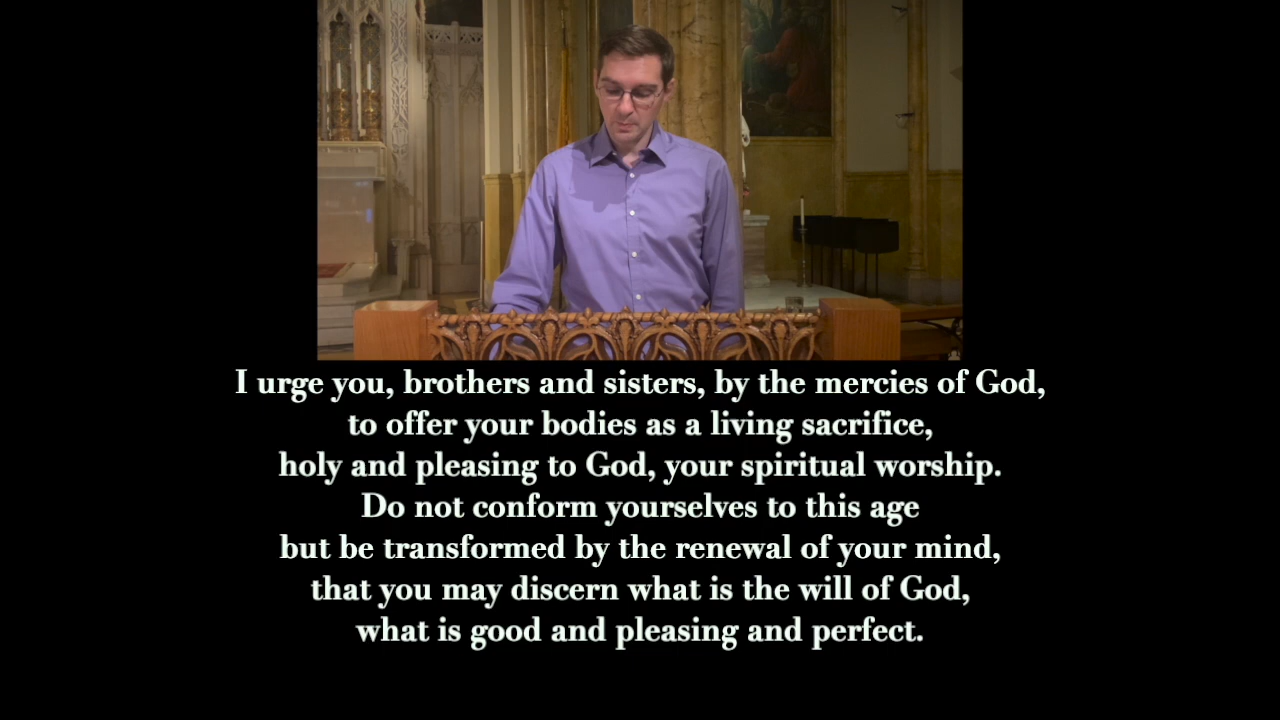 I urge you, brothers and sisters, by the mercies of God,
to offer your bodies as a living sacrifice,
holy and pleasing to God, your spiritual worship.
Do not conform yourselves to this age
but be transformed by the renewal of your mind,
that you may discern what is the will of God,
what is good and pleasing and perfect.